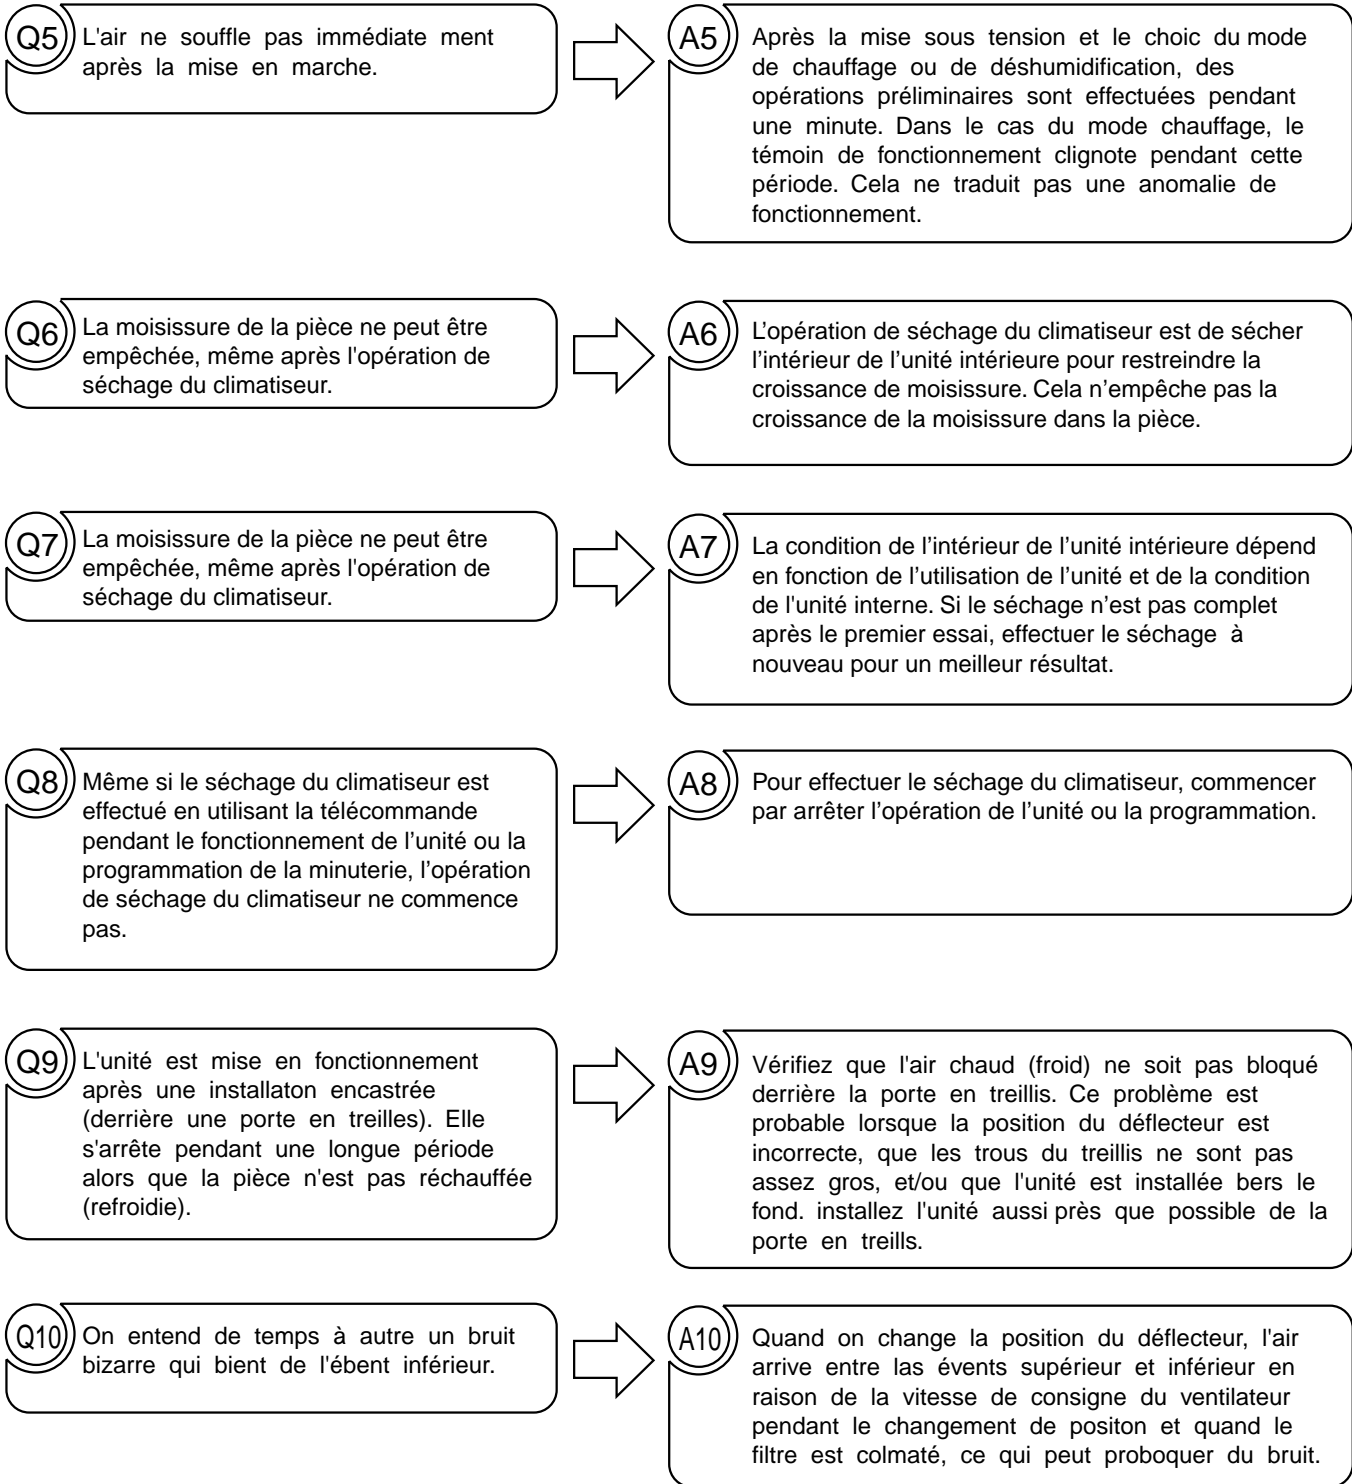 Q5
L'air ne souffle pas immédiate ment
après la mise en marche.
A5
Après la mise sous tension et le choic du mode
de chauffage ou de déshumidification, des
opérations préliminaires sont effectuées pendant
une minute. Dans le cas du mode chauffage, le
témoin de fonctionnement clignote pendant cette
période. Cela ne traduit pas une anomalie de
fonctionnement.
Q6
La moisissure de la pièce ne peut être
empêchée, même après l'opération de
séchage du climatiseur.
A6
L’opération de séchage du climatiseur est de sécher
l’intérieur de l’unité intérieure pour restreindre la
croissance de moisissure. Cela n’empêche pas la
croissance de la moisissure dans la pièce.
Q7
La moisissure de la pièce ne peut être
empêchée, même après l'opération de
séchage du climatiseur.
A7
La condition de l’intérieur de l’unité intérieure dépend
en fonction de l’utilisation de l’unité et de la condition
de l'unité interne. Si le séchage n’est pas complet
après le premier essai, effectuer le séchage à
nouveau pour un meilleur résultat.
Q8
Même si le séchage du climatiseur est
effectué en utilisant la télécommande
pendant le fonctionnement de l’unité ou la
programmation de la minuterie, l’opération
de séchage du climatiseur ne commence
pas.
A8
Pour effectuer le séchage du climatiseur, commencer
par arrêter l’opération de l’unité ou la programmation.
Q9
L'unité est mise en fonctionnement
après une installaton encastrée
(derrière une porte en treilles). Elle
s'arrête pendant une longue période
alors que la pièce n'est pas réchauffée
(refroidie).
A9
Vérifiez que l'air chaud (froid) ne soit pas bloqué
derrière la porte en treillis. Ce problème est
probable lorsque la position du déflecteur est
incorrecte, que les trous du treillis ne sont pas
assez gros, et/ou que l'unité est installée bers le
fond. installez l'unité aussi près que possible de la
porte en treills.
Q10
On entend de temps à autre un bruit
bizarre qui bient de l'ébent inférieur.
A10
Quand on change la position du déflecteur, l'air
arrive entre las évents supérieur et inférieur en
raison de la vitesse de consigne du ventilateur
pendant le changement de positon et quand le
filtre est colmaté, ce qui peut proboquer du bruit.